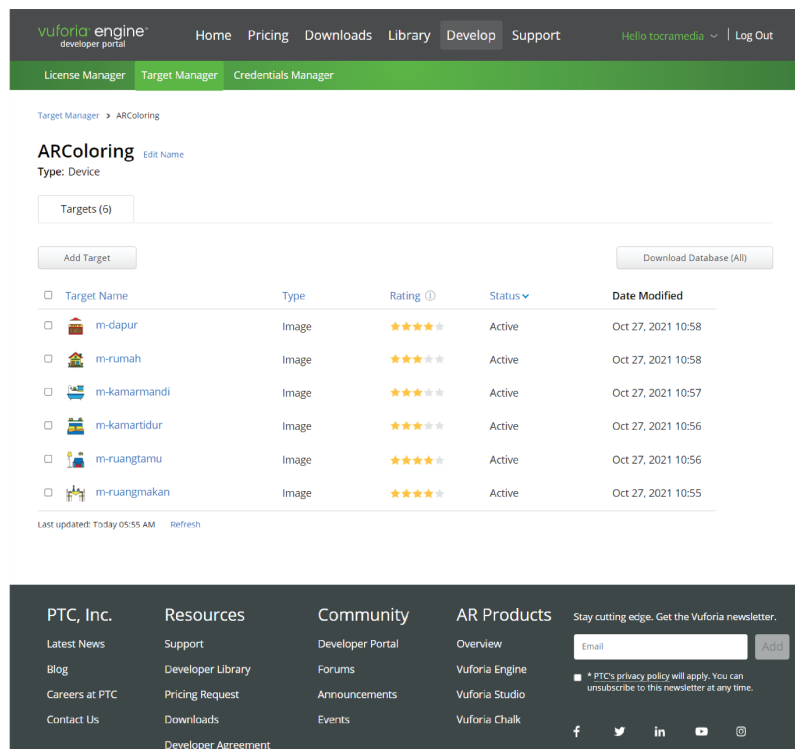 vuforia engine™ Home Pricing Downloads Library Develop Support Hello tocramedia Log Out
developer portal
License Manager Target Manager Credentials Manager
Target Manager > ARColoring
ARColoring Edit Name
Type: Device
Targets (6)
Add Target Download Database (All)
Target Name Type Rating Status Date Modified
m-dapur Image Active Oct 27, 2021 10:58
m-rumah Image Active Oct 27, 2021 10:58
m-kamarmandi Image Active Oct 27, 2021 10:57
m-kamartidur Image Active Oct 27, 2021 10:56
m-ruangtamu Image Active Oct 27, 2021 10:56
m-ruangmakan Image Active Oct 27, 2021 10:55
Last updated: Today 05:55 AM Refresh
PTC, Inc. Resources Community AR Products Stay cutting edge. Get the Vuforia newsletter.
Latest News Support Developer Portal Overview Email Add
Blog Developer Library Forums Vuforia Engine * PTC's privacy policy will apply. You can
unsubscribe to this newsletter at any time.
Careers at PTC Pricing Request Announcements Vuforia Studio
Contact Us Downloads Events Vuforia Chalk
Developer Agreement